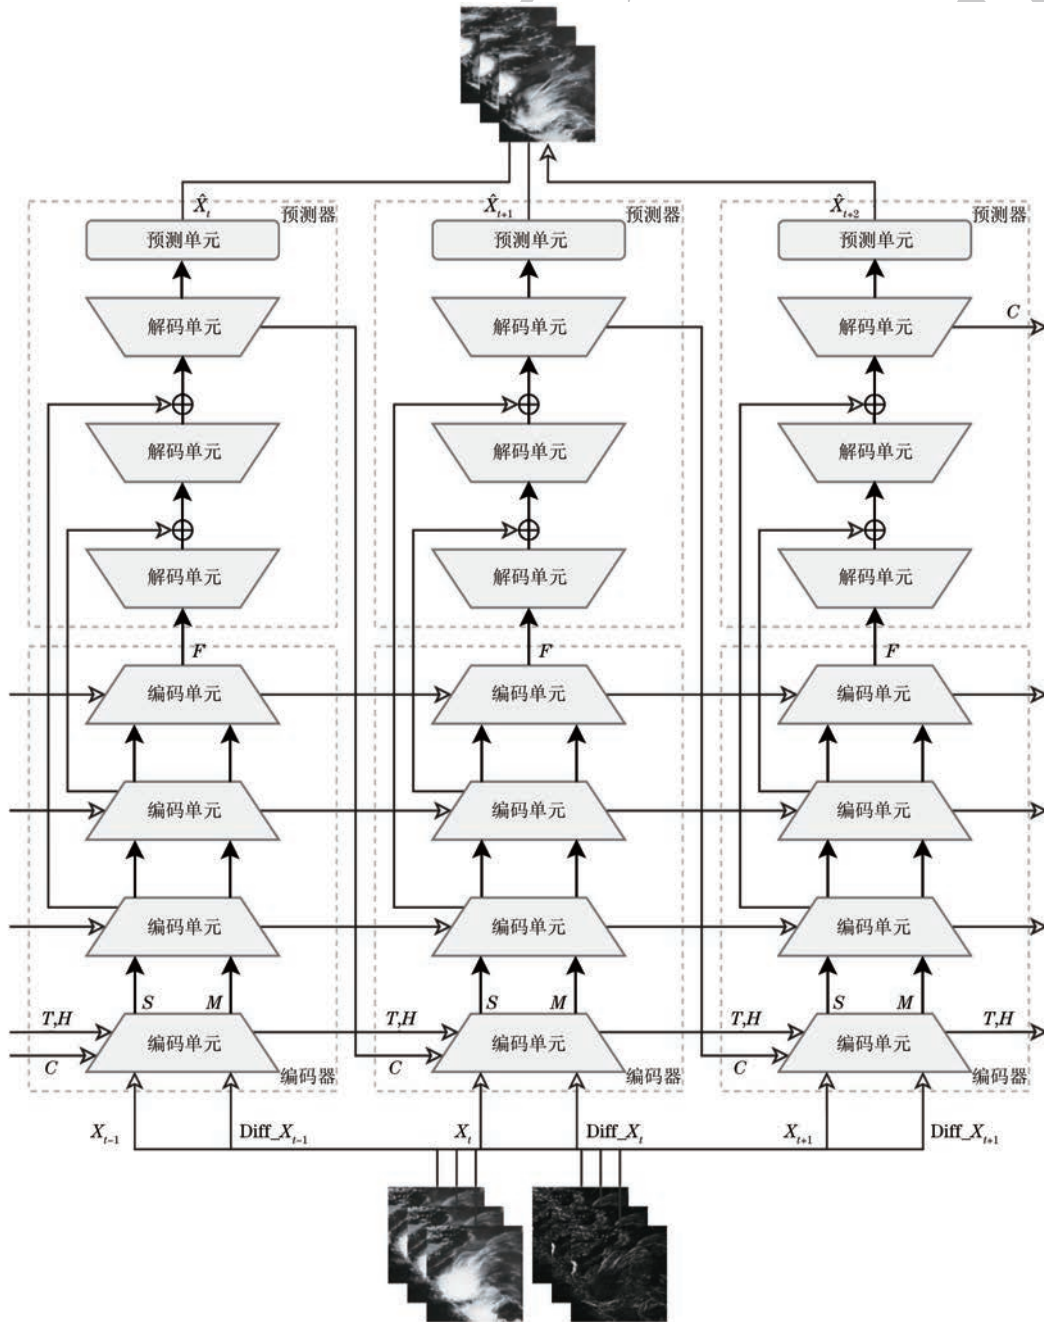 X̂ₜ X̂ₜ₊₁ X̂ₜ₊₂
预测器 预测器 预测器
预测单元 预测单元 预测单元
解码单元 解码单元 解码单元 C
解码单元 解码单元 解码单元
解码单元 解码单元 解码单元
F F F
编码单元 编码单元 编码单元
编码单元 编码单元 编码单元
编码单元 编码单元 编码单元
S M S M S M
T,H T,H T,H T,H
编码单元 编码单元 编码单元
C C C
编码器 编码器 编码器
Xₜ₋₁ Diff_Xₜ₋₁ Xₜ Diff_Xₜ Xₜ₊₁ Diff_Xₜ₊₁